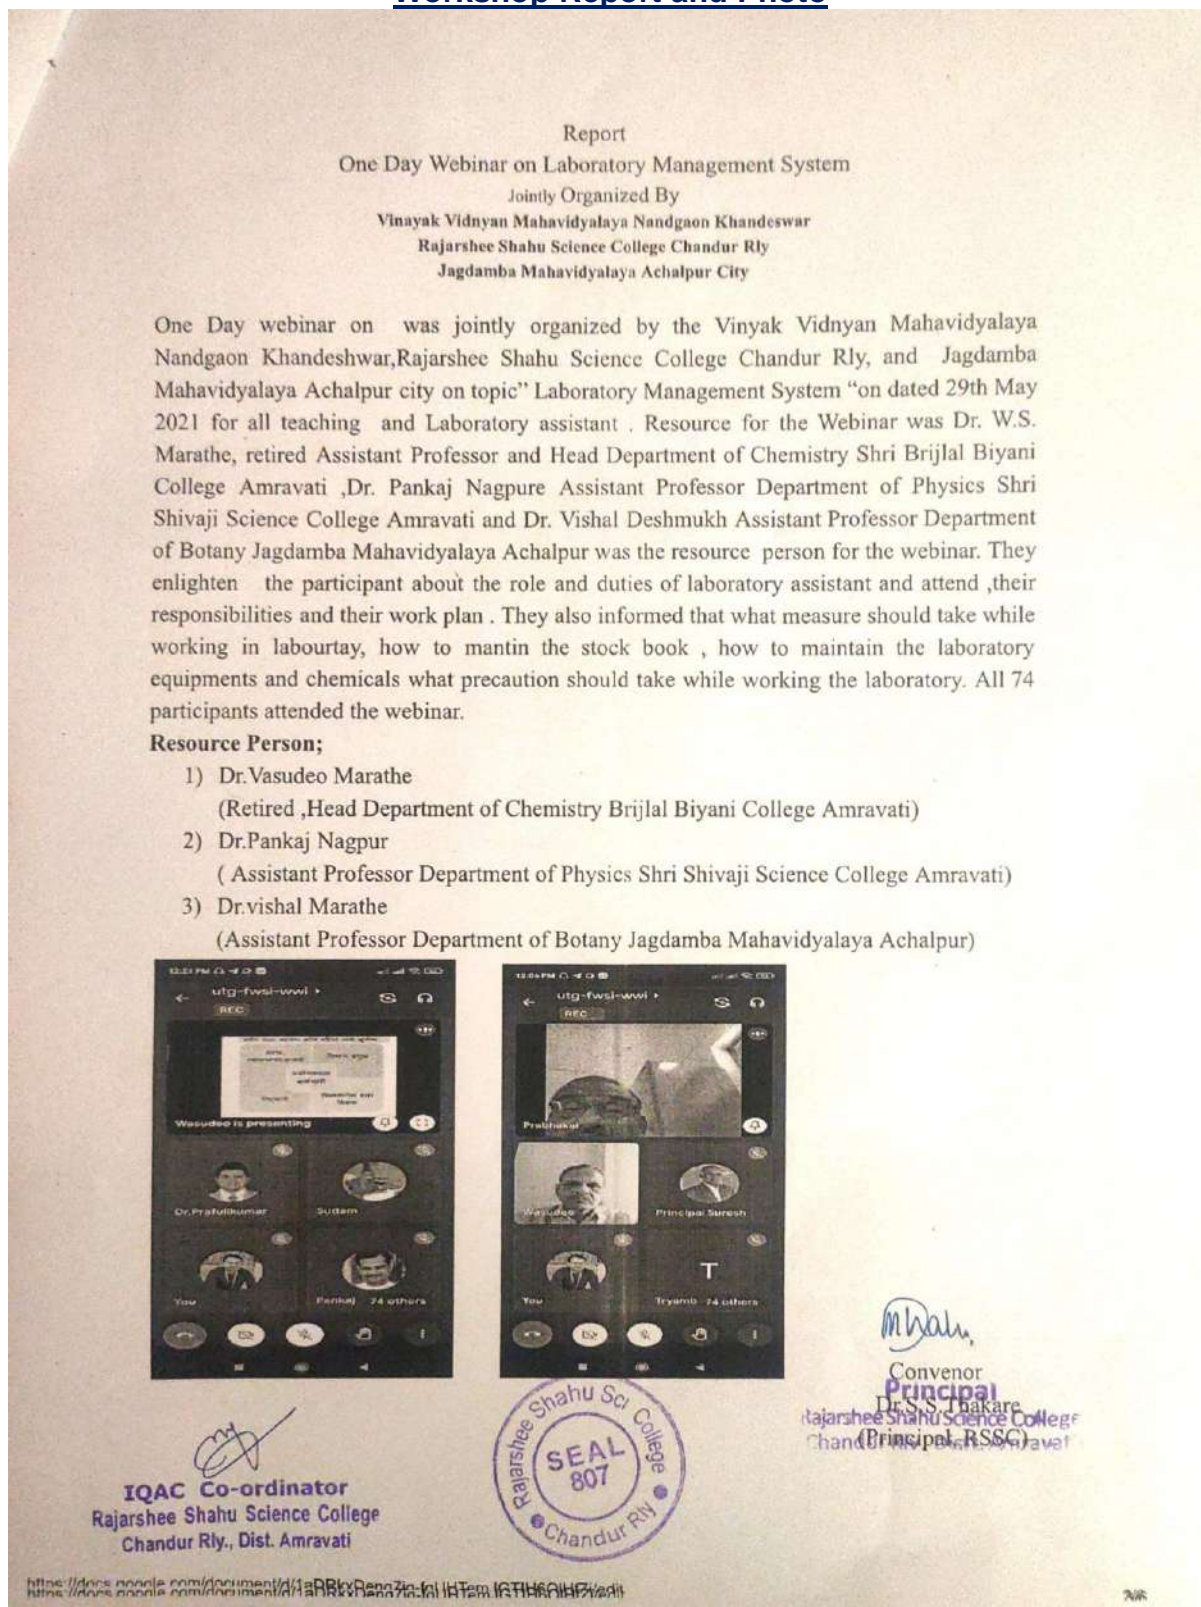 Workshop Report and Photo
Report
One Day Webinar on Laboratory Management System
Jointly Organized By
Vinayak Vidnyan Mahavidyalaya Nandgaon Khandeswar
Rajarshee Shahu Science College Chandur Rly
Jagdamba Mahavidyalaya Achalpur City
One Day webinar on was jointly organized by the Vinyak Vidnyan Mahavidyalaya
Nandgaon Khandeshwar,Rajarshee Shahu Science College Chandur Rly, and Jagdamba
Mahavidyalaya Achalpur city on topic” Laboratory Management System “on dated 29th May
2021 for all teaching and Laboratory assistant . Resource for the Webinar was Dr. W.S.
Marathe, retired Assistant Professor and Head Department of Chemistry Shri Brijlal Biyani
College Amravati ,Dr. Pankaj Nagpure Assistant Professor Department of Physics Shri
Shivaji Science College Amravati and Dr. Vishal Deshmukh Assistant Professor Department
of Botany Jagdamba Mahavidyalaya Achalpur was the resource person for the webinar. They
enlighten the participant about the role and duties of laboratory assistant and attend ,their
responsibilities and their work plan . They also informed that what measure should take while
working in labourtay, how to mantin the stock book , how to maintain the laboratory
equipments and chemicals what precaution should take while working the laboratory. All 74
participants attended the webinar.
Resource Person;
1) Dr.Vasudeo Marathe
(Retired ,Head Department of Chemistry Brijlal Biyani College Amravati)
2) Dr.Pankaj Nagpur
( Assistant Professor Department of Physics Shri Shivaji Science College Amravati)
3) Dr.vishal Marathe
(Assistant Professor Department of Botany Jagdamba Mahavidyalaya Achalpur)
12:23 PM
utg-fwsi-wwi
REC
Wasudeo is presenting
Dr.Prafullkumar
Sudam
You
Pankaj
74 others
12:04 PM
utg-fwsi-wwi
REC
Prabhakar
Wasudeo
Principal Suresh
You
T
Tryamb
74 others
Convenor
Principal
Dr.S.S.Thakare
Rajarshee Shahu Science College
(Principal, RSSC)
Rajarshee Shahu Sci. College
SEAL
807
Chandur Rly
IQAC Co-ordinator
Rajarshee Shahu Science College
Chandur Rly., Dist. Amravati